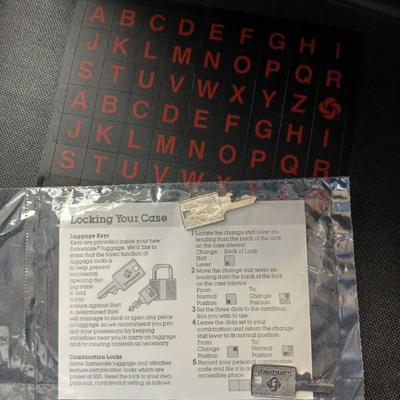 A B C D E F G H I
J K L M N O P Q R
S T U V W X Y Z
A B C D E F G H I
J K L M N O P Q R
S T U V W X Y
Locking Your Case
Luggage Keys
Keys are provided inside your new
Samsonite luggage. We'd like to
stress that the basic function of
luggage locks is
to help prevent
accidental
opening dur-
ing trans-
it, and
not to
ensure against theft.
A determined thief
will manage to steal or open any piece
of luggage, so we recommend you pro-
tect your possessions by keeping
valuables near you in carry-on luggage
and/or insuring contents as necessary.
Combination Locks
Some Samsonite luggage and attaches
feature combination locks which are
preset at 000. Reset the lock to your own
personal, confidential setting as follows:
1 Locate the change shift lever ex-
tending from the back of the lock
on the case interior.
Change Back of Lock
Shift
Lever
2 Move the change shift lever ex-
tending from the back of the lock
on the case interior.
From: To:
Normal Change
Position Position
3 Set the three dials to the combina-
tion you wish to use.
4 Leave the dials set to your
combination and return the change
shift lever to its normal position.
From: To:
Change Normal
Position Position
5 Record your personal combination
code and file it in an
accessible place
Samsonite